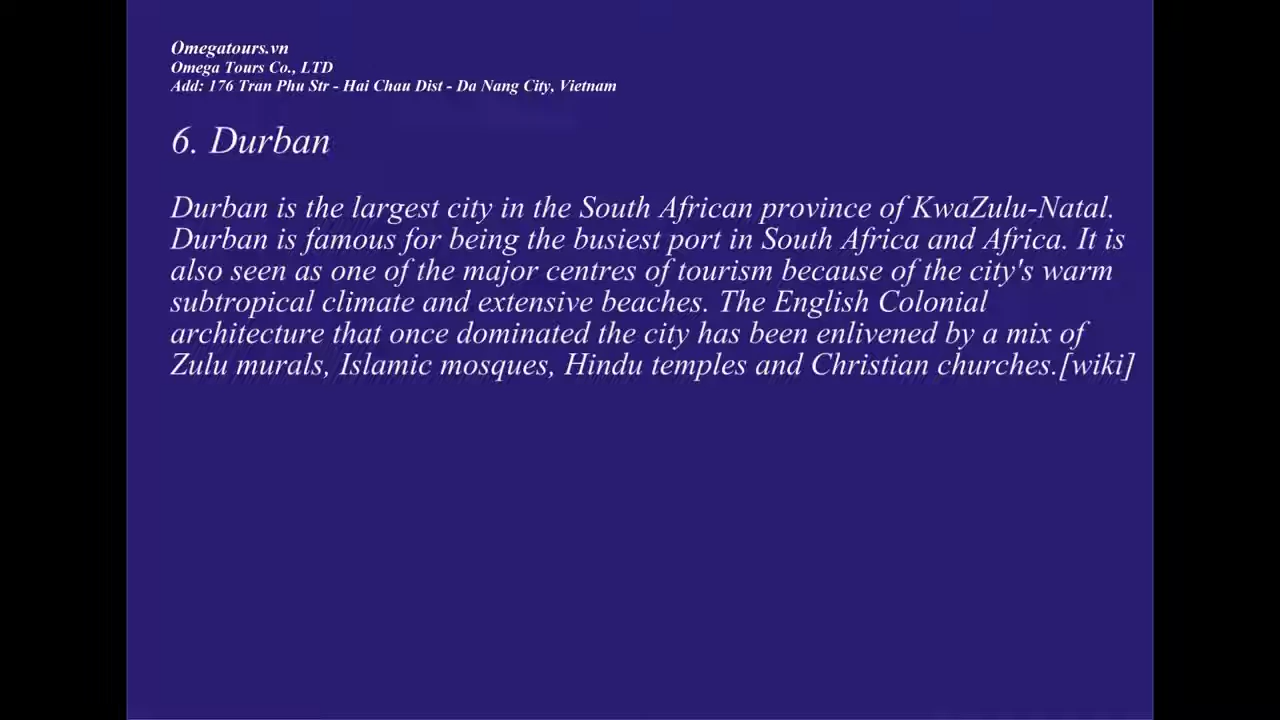 Omegatours.vn
Omega Tours Co., LTD
Add: 176 Tran Phu Str - Hai Chau Dist - Da Nang City, Vietnam
6. Durban
Durban is the largest city in the South African province of KwaZulu-Natal.
Durban is famous for being the busiest port in South Africa and Africa. It is
also seen as one of the major centres of tourism because of the city's warm
subtropical climate and extensive beaches. The English Colonial
architecture that once dominated the city has been enlivened by a mix of
Zulu murals, Islamic mosques, Hindu temples and Christian churches.[wiki]